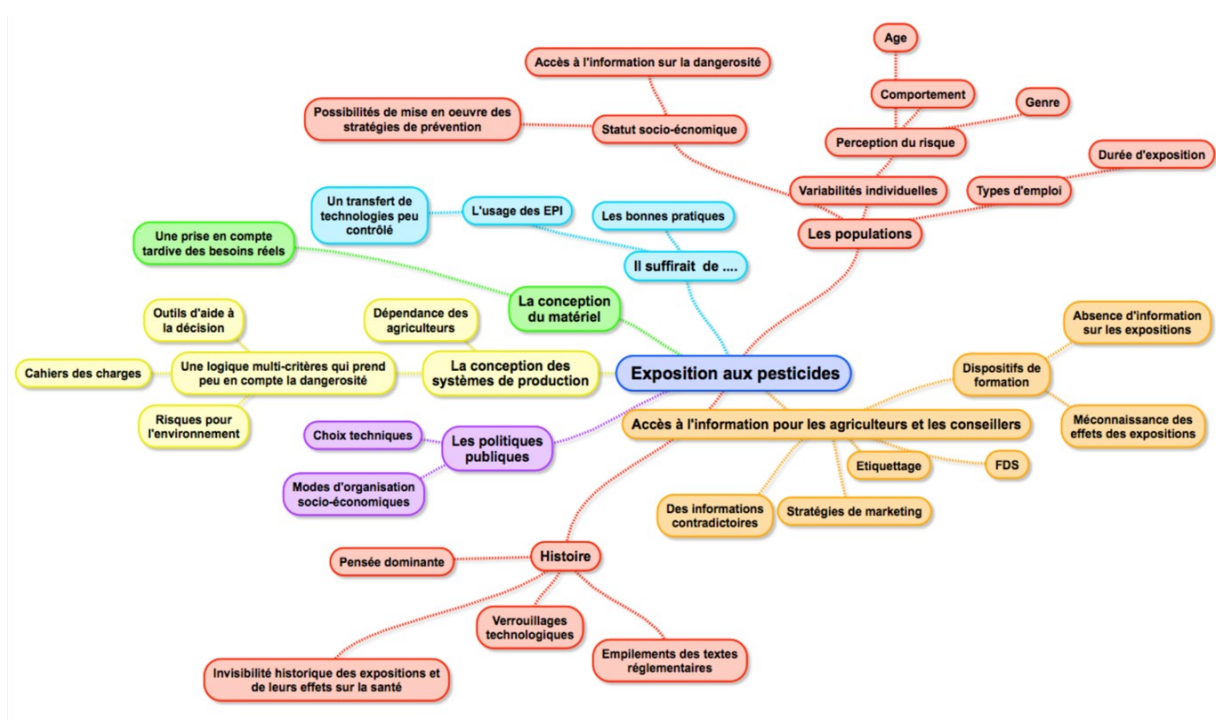 Age
Accès à l'information sur la dangerosité
Comportement
Genre
Possibilités de mise en oeuvre des
stratégies de prévention
Statut socio-écnomique
Perception du risque
Durée d'exposition
Variabilités individuelles
Types d'emploi
Un transfert de
technologies peu
contrôlé
L'usage des EPI
Les bonnes pratiques
Les populations
Une prise en compte
tardive des besoins réels
Il suffirait de ....
La conception
du matériel
Outils d'aide à
la décision
Dépendance des
agriculteurs
Absence d'information
sur les expositions
Cahiers des charges
Une logique multi-critères qui prend
peu en compte la dangerosité
La conception des
systèmes de production
Exposition aux pesticides
Dispositifs de
formation
Risques pour
l'environnement
Accès à l'information pour les agriculteurs et les conseillers
Méconnaissance des
effets des expositions
Choix techniques
Les politiques
publiques
Etiquettage
FDS
Modes d'organisation
socio-économiques
Des informations
contradictoires
Stratégies de marketing
Pensée dominante
Histoire
Verrouillages
technologiques
Empilements des textes
réglementaires
Invisibilité historique des expositions et
de leurs effets sur la santé